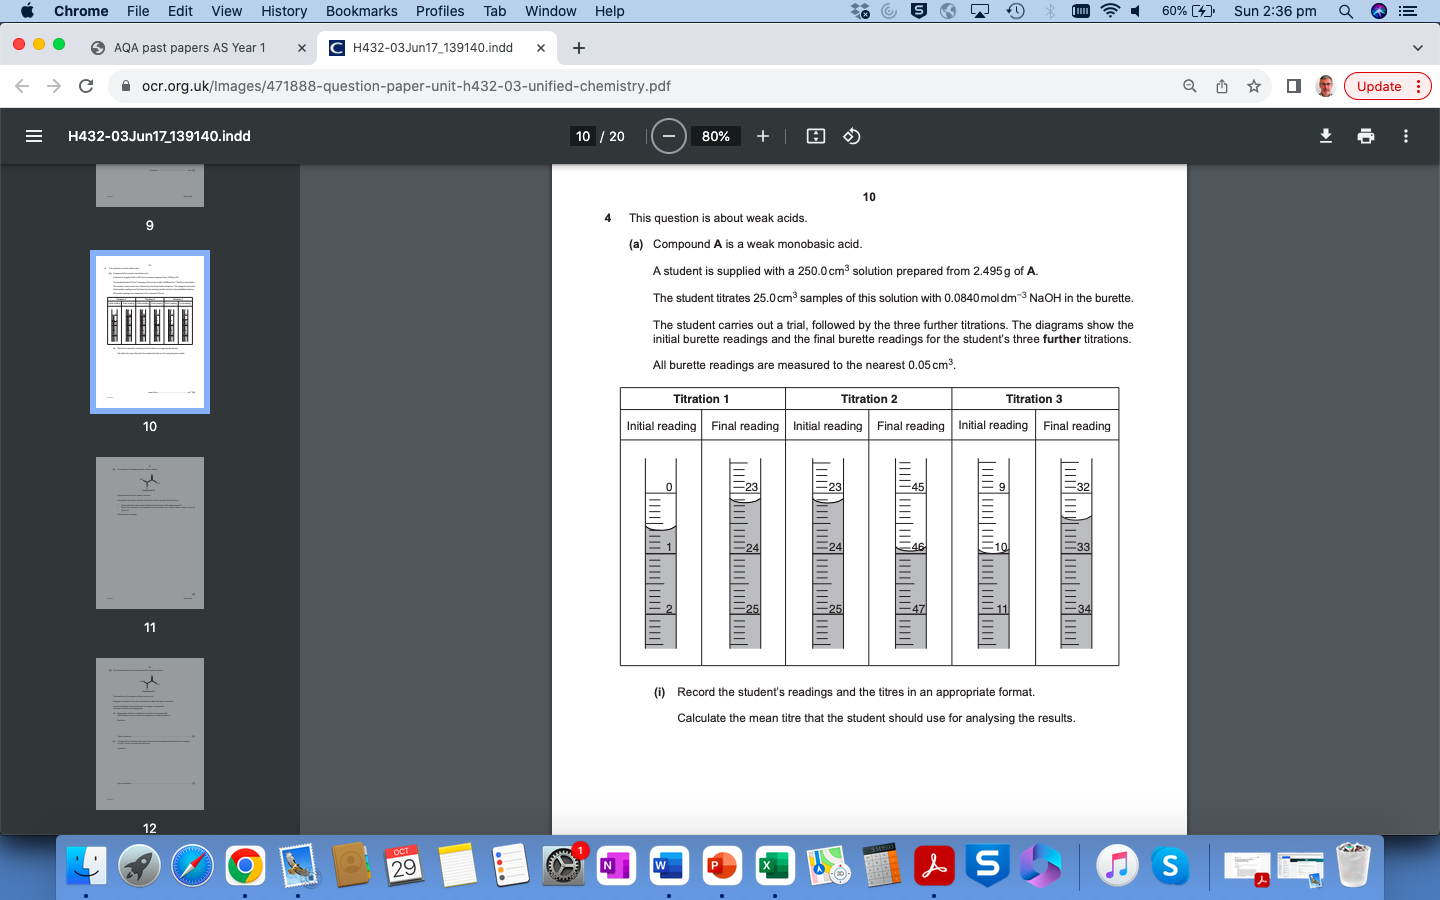 Chrome File Edit View History Bookmarks Profiles Tab Window Help 60% Sun 2:36 pm
AQA past papers AS Year 1 H432-03Jun17_139140.indd
ocr.org.uk/Images/471888-question-paper-unit-h432-03-unified-chemistry.pdf Update
H432-03Jun17_139140.indd 10 / 20 80%
9
10
11
12
10
4 This question is about weak acids.
(a) Compound A is a weak monobasic acid.
A student is supplied with a 250.0 cm³ solution prepared from 2.495 g of A.
The student titrates 25.0 cm³ samples of this solution with 0.0840 mol dm⁻³ NaOH in the burette.
The student carries out a trial, followed by the three further titrations. The diagrams show the
initial burette readings and the final burette readings for the student's three further titrations.
All burette readings are measured to the nearest 0.05 cm³.
Titration 1 Titration 2 Titration 3
Initial reading Final reading Initial reading Final reading Initial reading Final reading
0 23 23 45 9 32
1 24 24 46 10 33
2 25 25 47 11 34
(i) Record the student's readings and the titres in an appropriate format.
Calculate the mean titre that the student should use for analysing the results.
OCT
29
1
N
W
P
X
3D
S
S